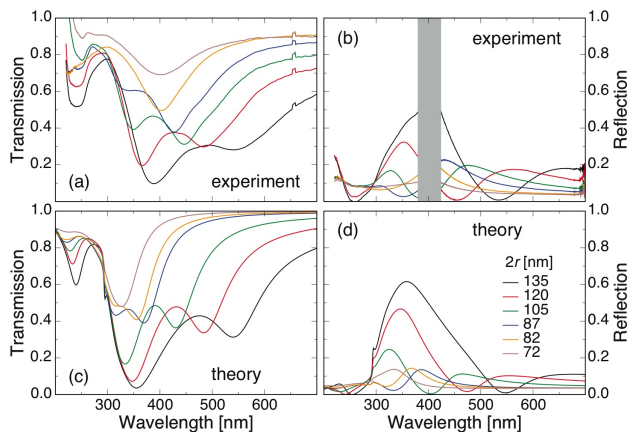 1.0
0.8
0.6
0.4
0.2
Transmission
(a)
experiment
(b)
experiment
1.0
0.8
0.6
0.4
0.2
0.0
Reflection
1.0
0.8
0.6
0.4
0.2
0.0
Transmission
(c)
theory
300 400 500 600
Wavelength [nm]
(d)
theory
2r [nm]
135
120
105
87
82
72
1.0
0.8
0.6
0.4
0.2
0.0
Reflection
300 400 500 600
Wavelength [nm]